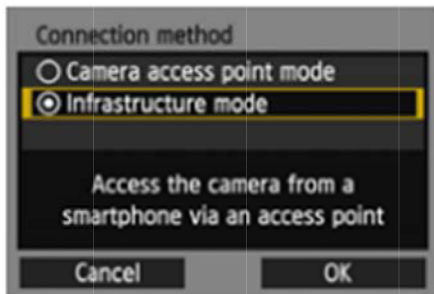 Connection method
Camera access point mode
Infrastructure mode
Access the camera from a
smartphone via an access point
Cancel
OK